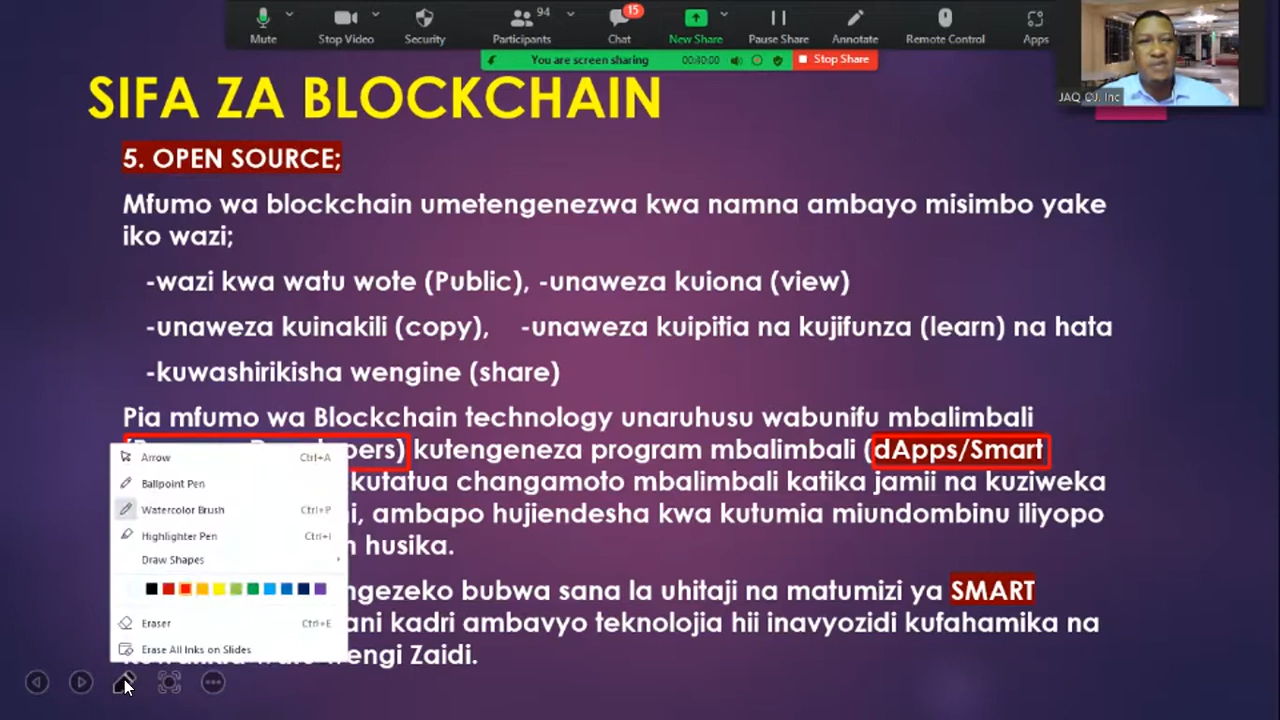 Mute
Stop Video
Security
94
Participants
15
Chat
New Share
Pause Share
Annotate
Remote Control
Apps
You are screen sharing
00:40:00
Stop Share
JAQ_CJ. Inc
SIFA ZA BLOCKCHAIN
5. OPEN SOURCE;
Mfumo wa blockchain umetengenezwa kwa namna ambayo misimbo yake
iko wazi;
-wazi kwa watu wote (Public), -unaweza kuiona (view)
-unaweza kuinakili (copy), -unaweza kuipitia na kujifunza (learn) na hata
-kuwashirikisha wengine (share)
Pia mfumo wa Blockchain technology unaruhusu wabunifu mbalimbali
kutengeneza program mbalimbali (dApps/Smart
kutatua changamoto mbalimbali katika jamii na kuziweka
ambapo hujiendesha kwa kutumia miundombinu iliyopo
husika.
bubwa sana la uhitaji na matumizi ya SMART
kadri ambavyo teknolojia hii inavyozidi kufahamika na
Zaidi.
Arrow Ctrl+A
Ballpoint Pen
Watercolor Brush Ctrl+P
Highlighter Pen Ctrl+I
Draw Shapes
Eraser Ctrl+E
Erase All Inks on Slides